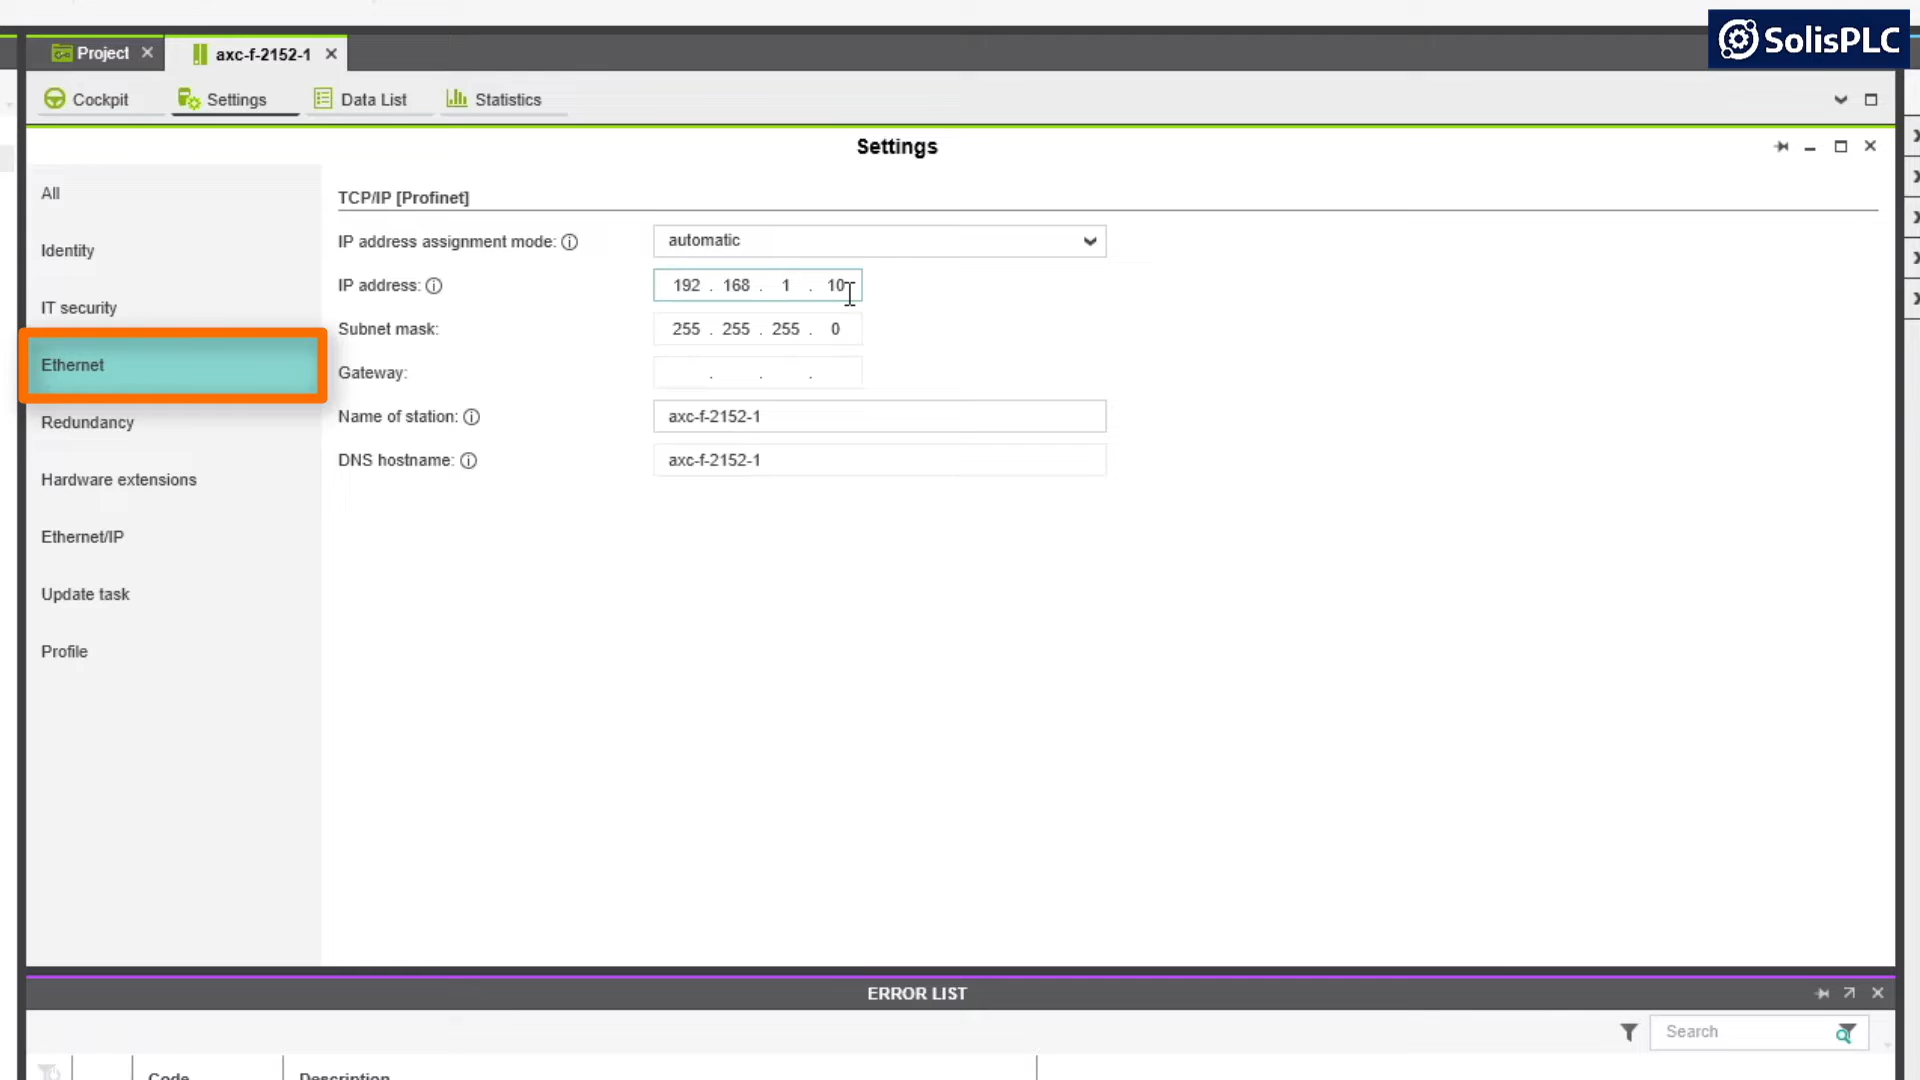 SolisPLC
Project
axc-f-2152-1
Cockpit
Settings
Data List
Statistics
Settings
All
Identity
IT security
Ethernet
Redundancy
Hardware extensions
Ethernet/IP
Update task
Profile
TCP/IP [Profinet]
IP address assignment mode: automatic
IP address: 192 . 168 . 1 . 10
Subnet mask: 255 . 255 . 255 . 0
Gateway: . . .
Name of station: axc-f-2152-1
DNS hostname: axc-f-2152-1
ERROR LIST
Search
Code
Description